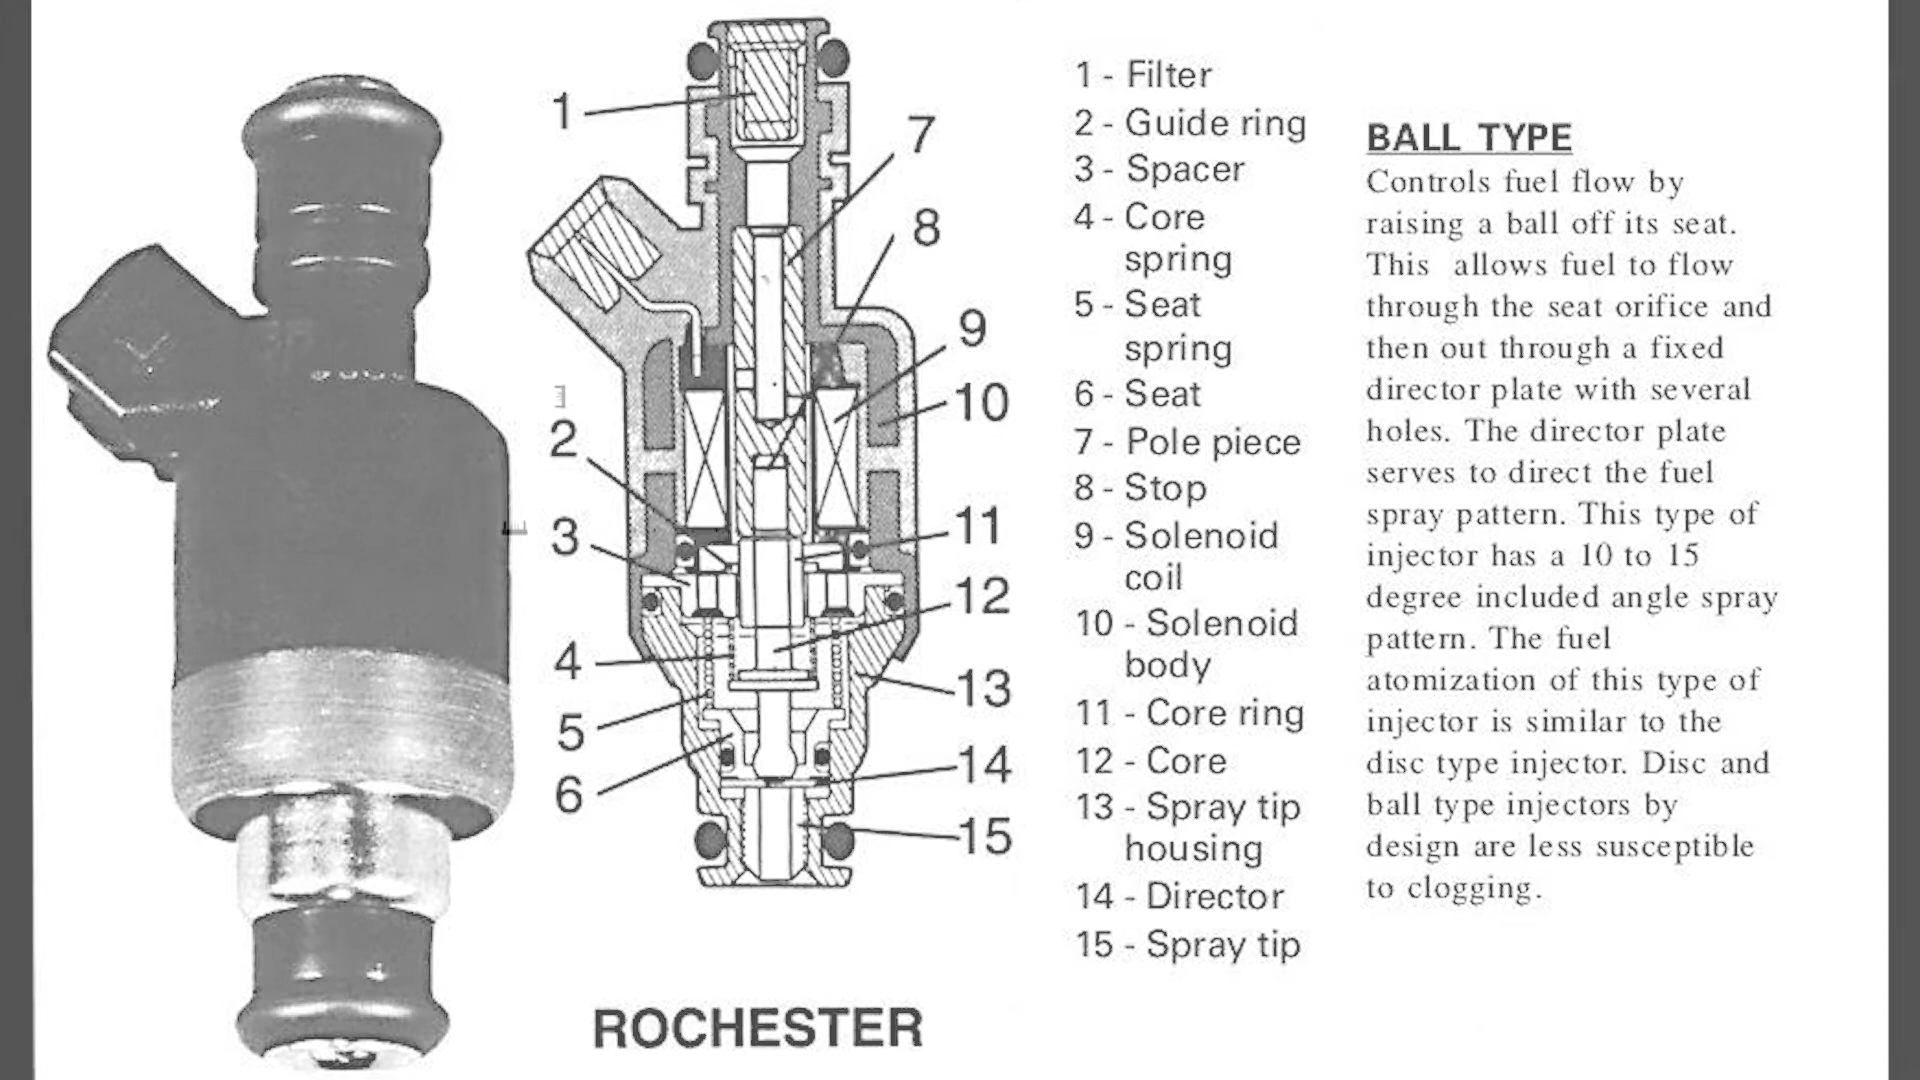 1
7
8
9
10
2
3
11
12
4
13
5
14
6
15
ROCHESTER
1 - Filter
2 - Guide ring
3 - Spacer
4 - Core
spring
5 - Seat
spring
6 - Seat
7 - Pole piece
8 - Stop
9 - Solenoid
coil
10 - Solenoid
body
11 - Core ring
12 - Core
13 - Spray tip
housing
14 - Director
15 - Spray tip
BALL TYPE
Controls fuel flow by
raising a ball off its seat.
This allows fuel to flow
through the seat orifice and
then out through a fixed
director plate with several
holes. The director plate
serves to direct the fuel
spray pattern. This type of
injector has a 10 to 15
degree included angle spray
pattern. The fuel
atomization of this type of
injector is similar to the
disc type injector. Disc and
ball type injectors by
design are less susceptible
to clogging.